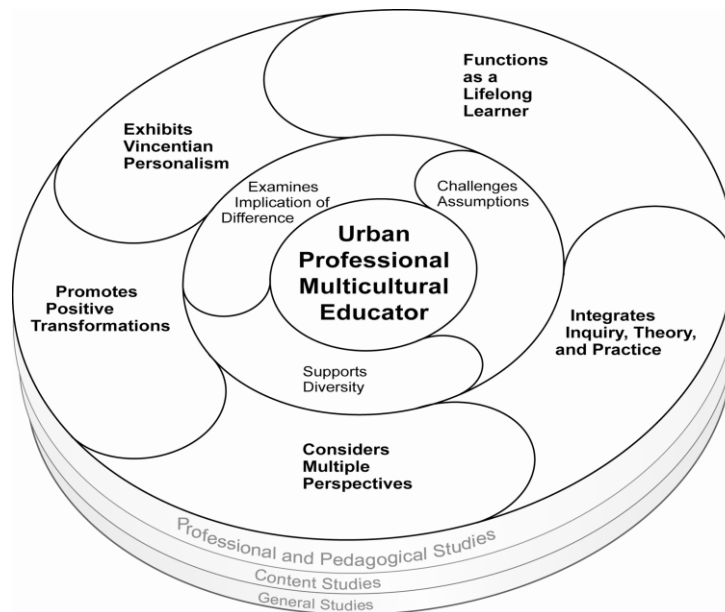 Functions
as a
Lifelong
Learner
Exhibits
Vincentian
Personalism
Examines
Implication of
Difference
Challenges
Assumptions
Urban
Professional
Multicultural
Educator
Promotes
Positive
Transformations
Integrates
Inquiry, Theory,
and Practice
Supports
Diversity
Considers
Multiple
Perspectives
Professional and Pedagogical Studies
Content Studies
General Studies